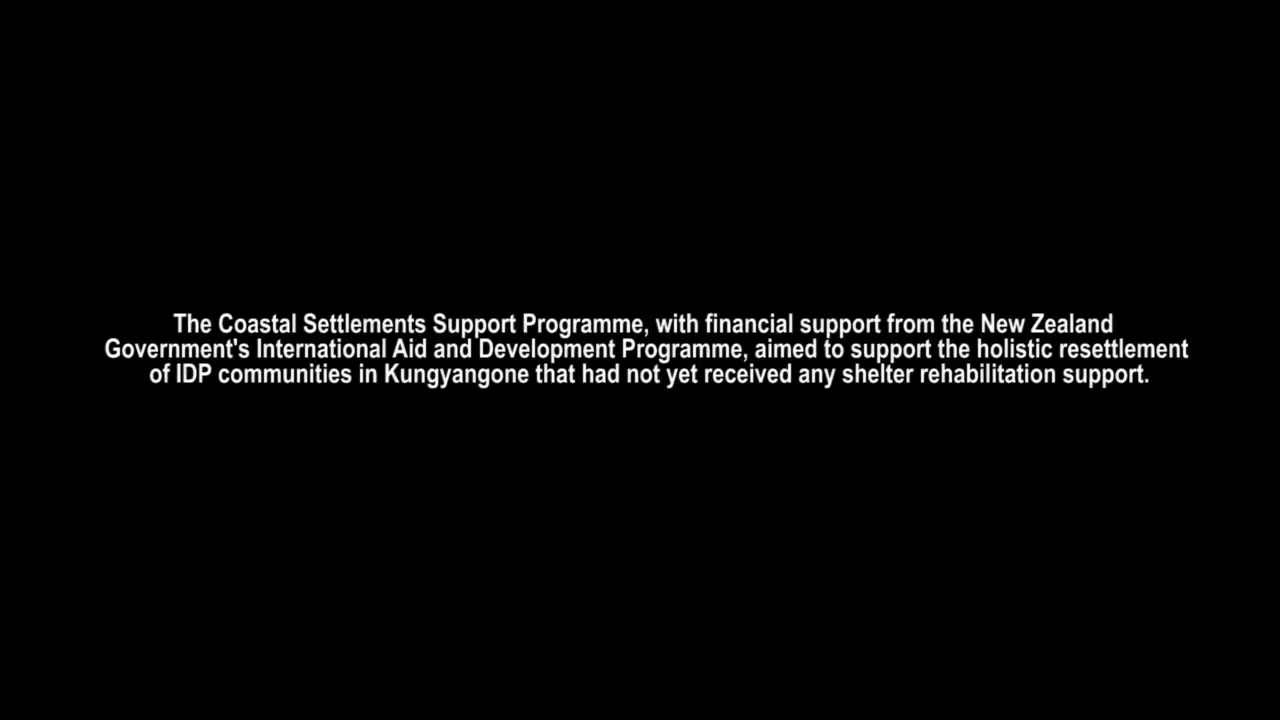 The Coastal Settlements Support Programme, with financial support from the New Zealand
Government's International Aid and Development Programme, aimed to support the holistic resettlement
of IDP communities in Kungyangone that had not yet received any shelter rehabilitation support.